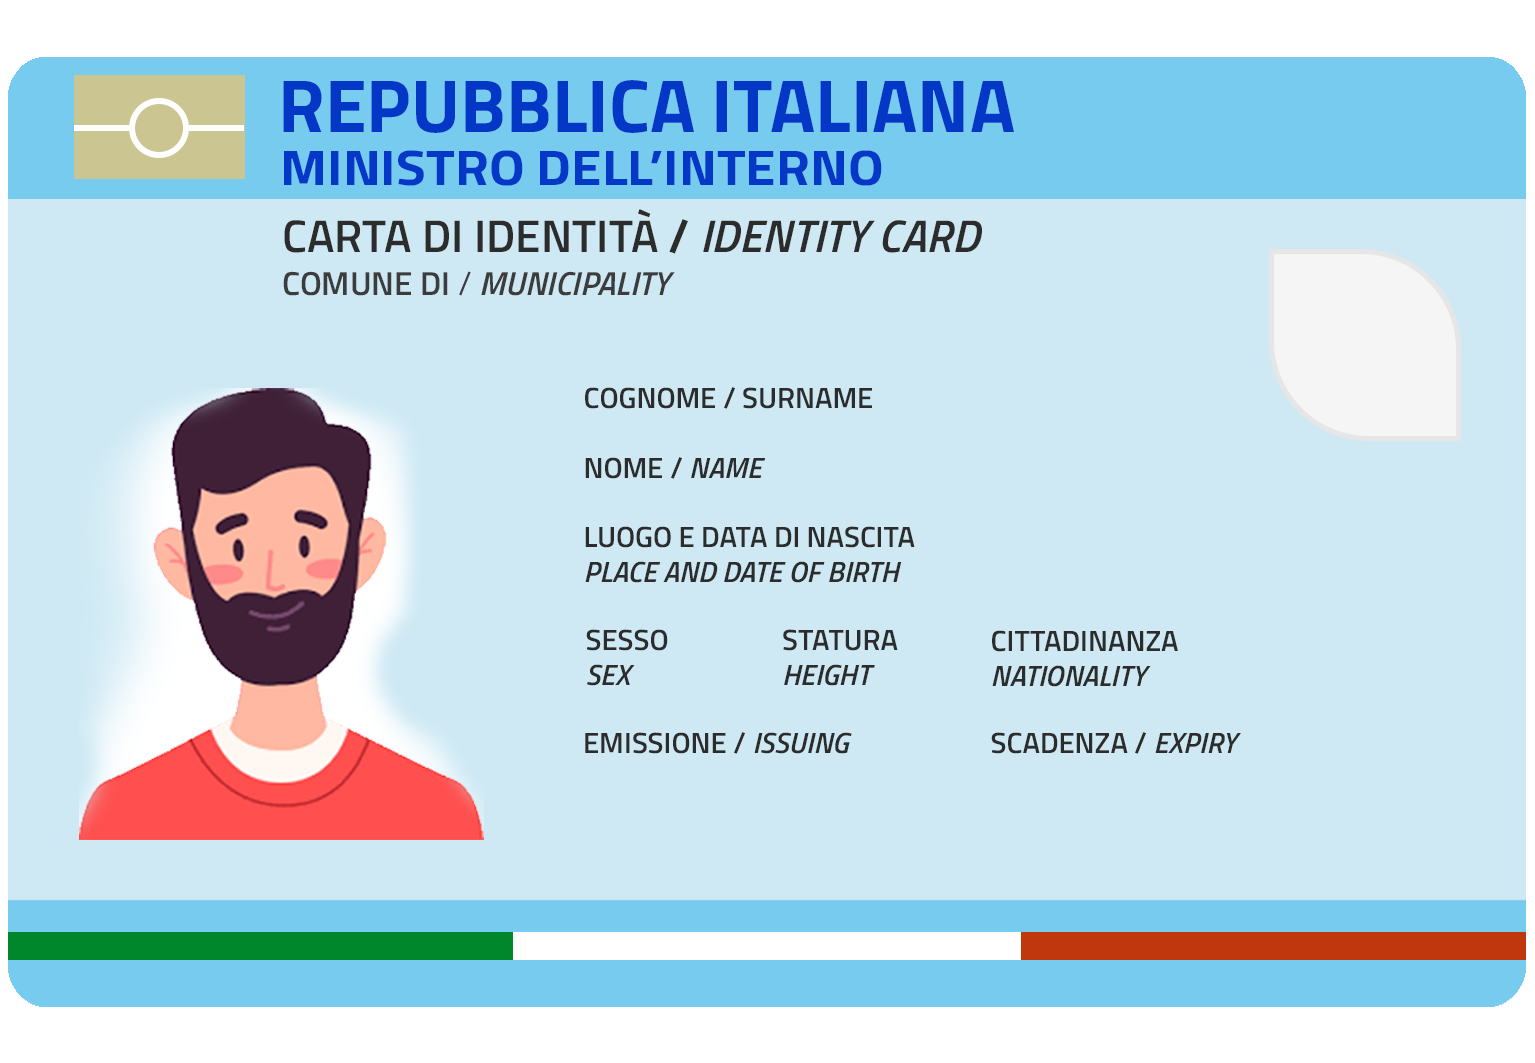 REPUBBLICA ITALIANA
MINISTRO DELL’INTERNO
CARTA DI IDENTITÀ / IDENTITY CARD
COMUNE DI / MUNICIPALITY
COGNOME / SURNAME
NOME / NAME
LUOGO E DATA DI NASCITA
PLACE AND DATE OF BIRTH
SESSO STATURA CITTADINANZA
SEX HEIGHT NATIONALITY
EMISSIONE / ISSUING SCADENZA / EXPIRY